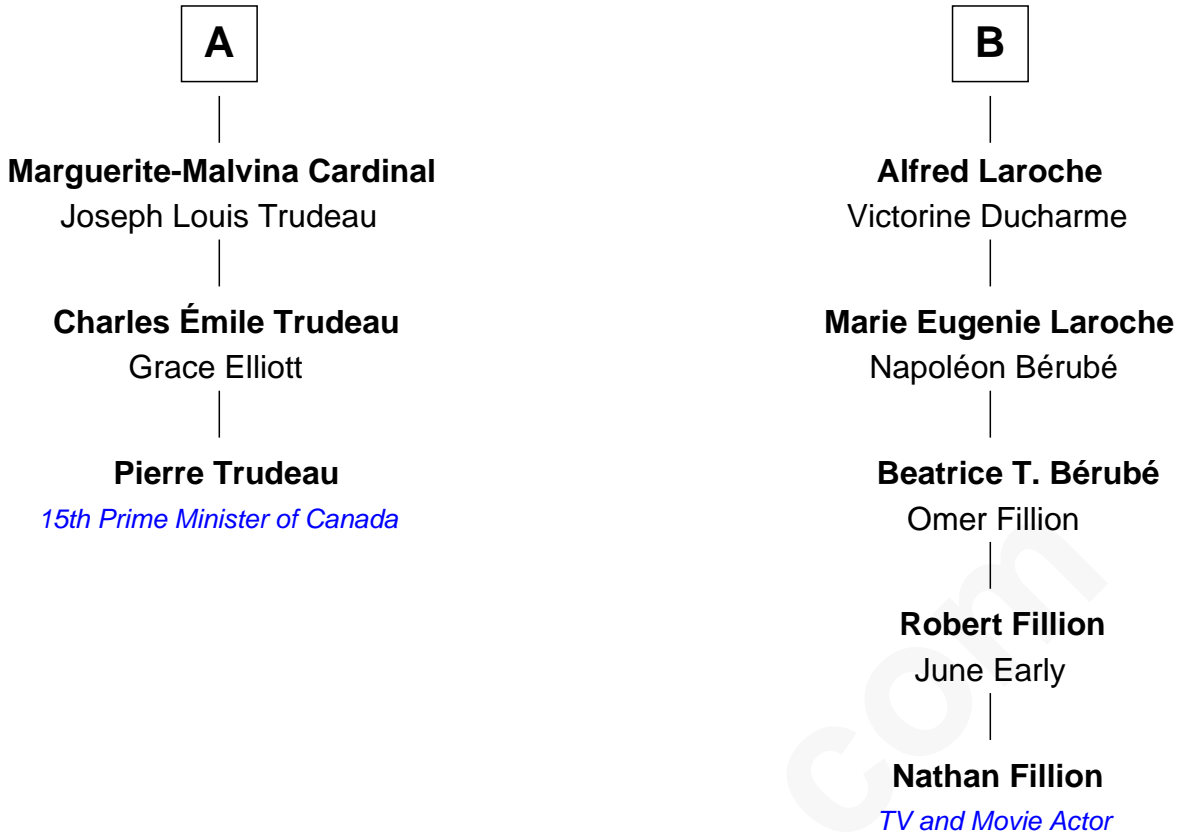 A
Marguerite-Malvina Cardinal
Joseph Louis Trudeau
Charles Émile Trudeau
Grace Elliott
Pierre Trudeau
15th Prime Minister of Canada
B
Alfred Laroche
Victorine Ducharme
Marie Eugenie Laroche
Napoléon Bérubé
Beatrice T. Bérubé
Omer Fillion
Robert Fillion
June Early
Nathan Fillion
TV and Movie Actor
com